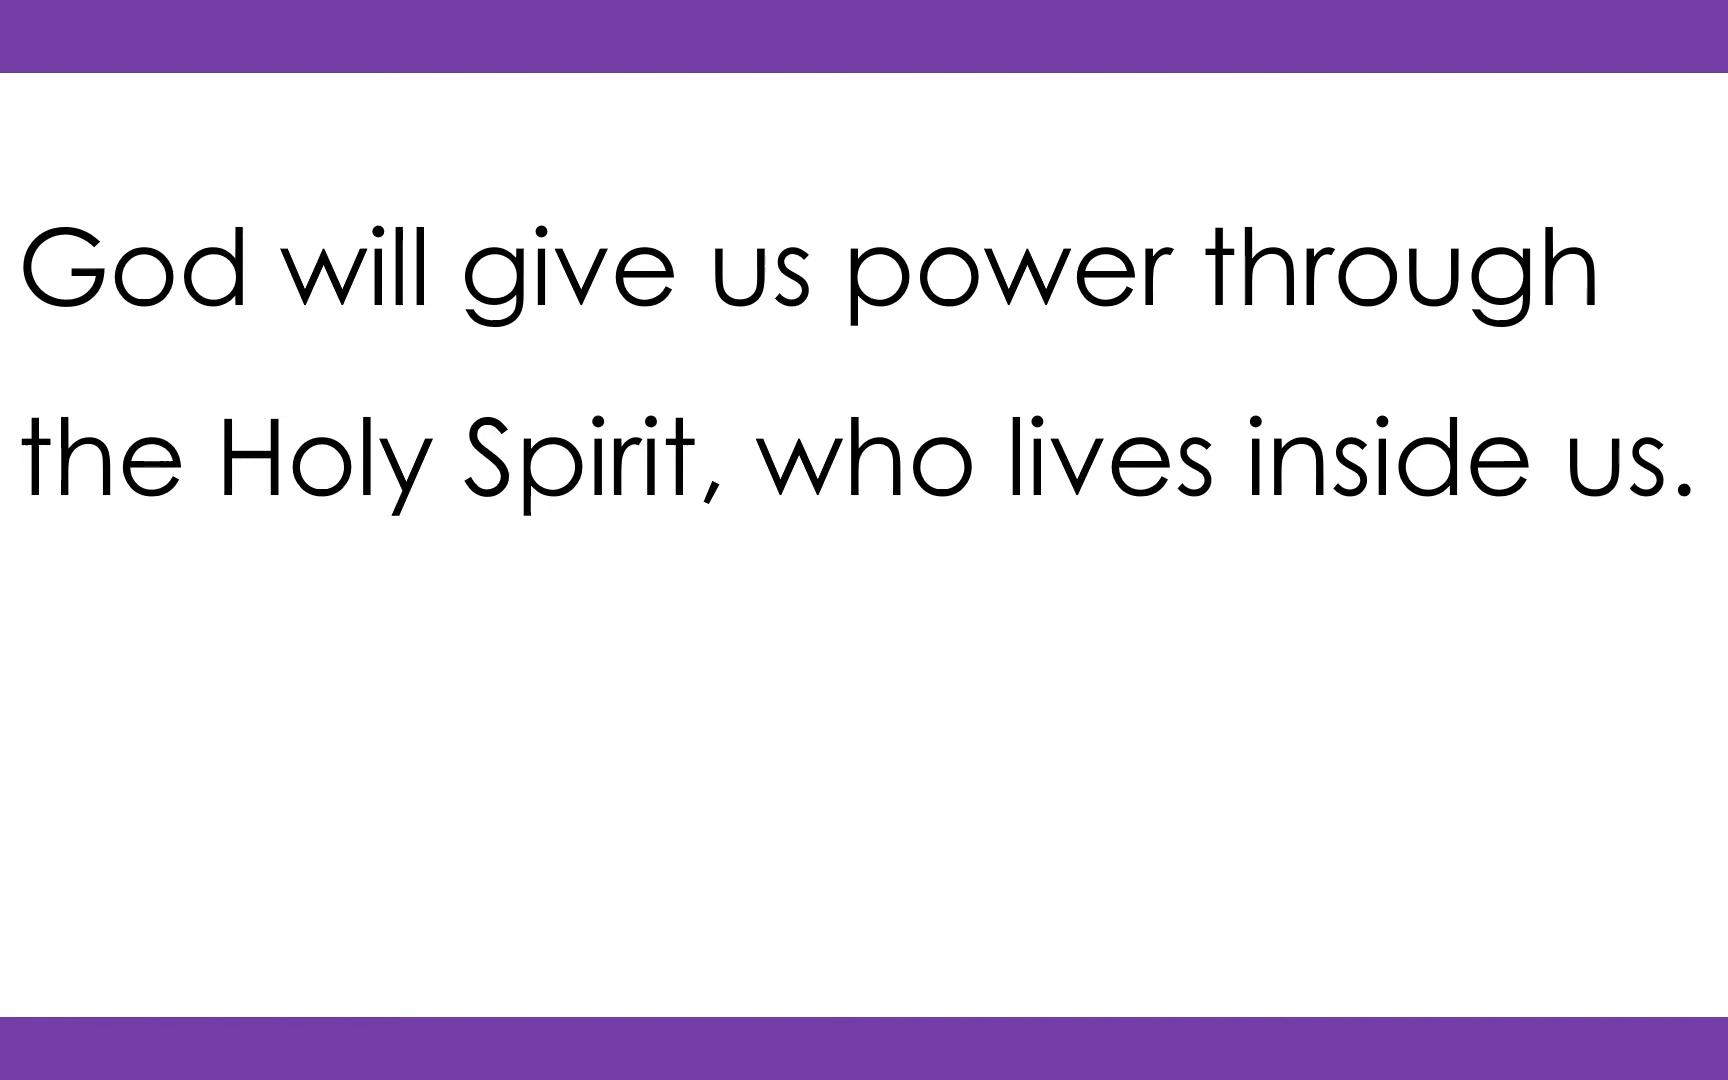 God will give us power through
the Holy Spirit, who lives inside us.